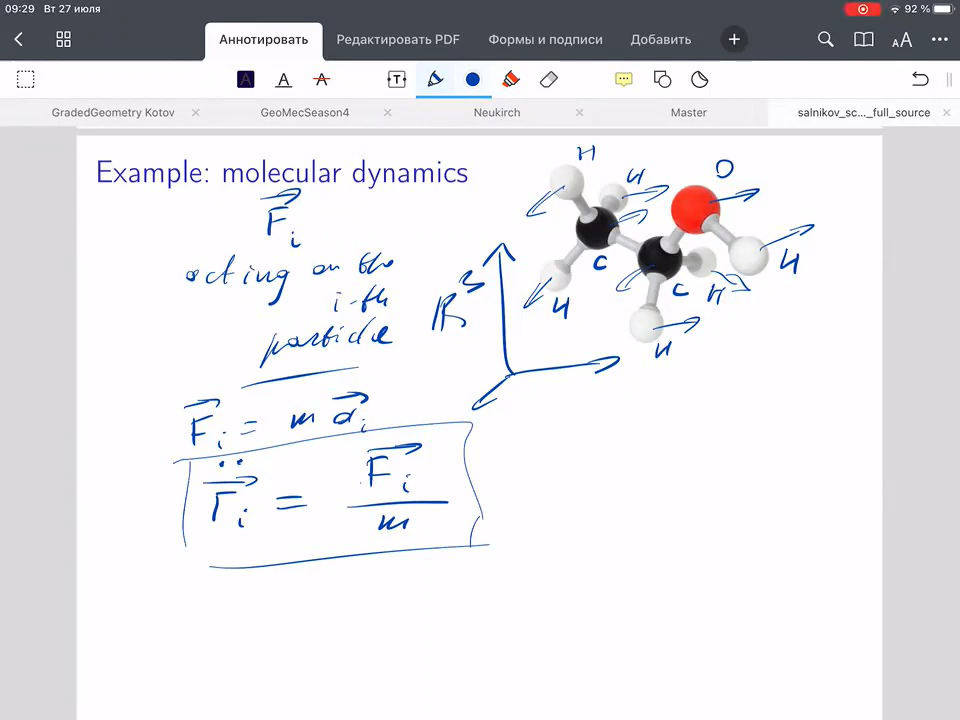 09:29 Вт 27 июля 92 %
Аннотировать Редактировать PDF Формы и подписи Добавить
A A A T AA
GradedGeometry Kotov GeoMecSeason4 Neukirch Master salnikov_sc..._full_source
Example: molecular dynamics
F⃗ᵢ
acting on the
i-th
particle
F⃗ᵢ = m a⃗ᵢ
r̈⃗ᵢ = F⃗ᵢ / m
ℝ³
H
H
O
C
H
H
C
H
H